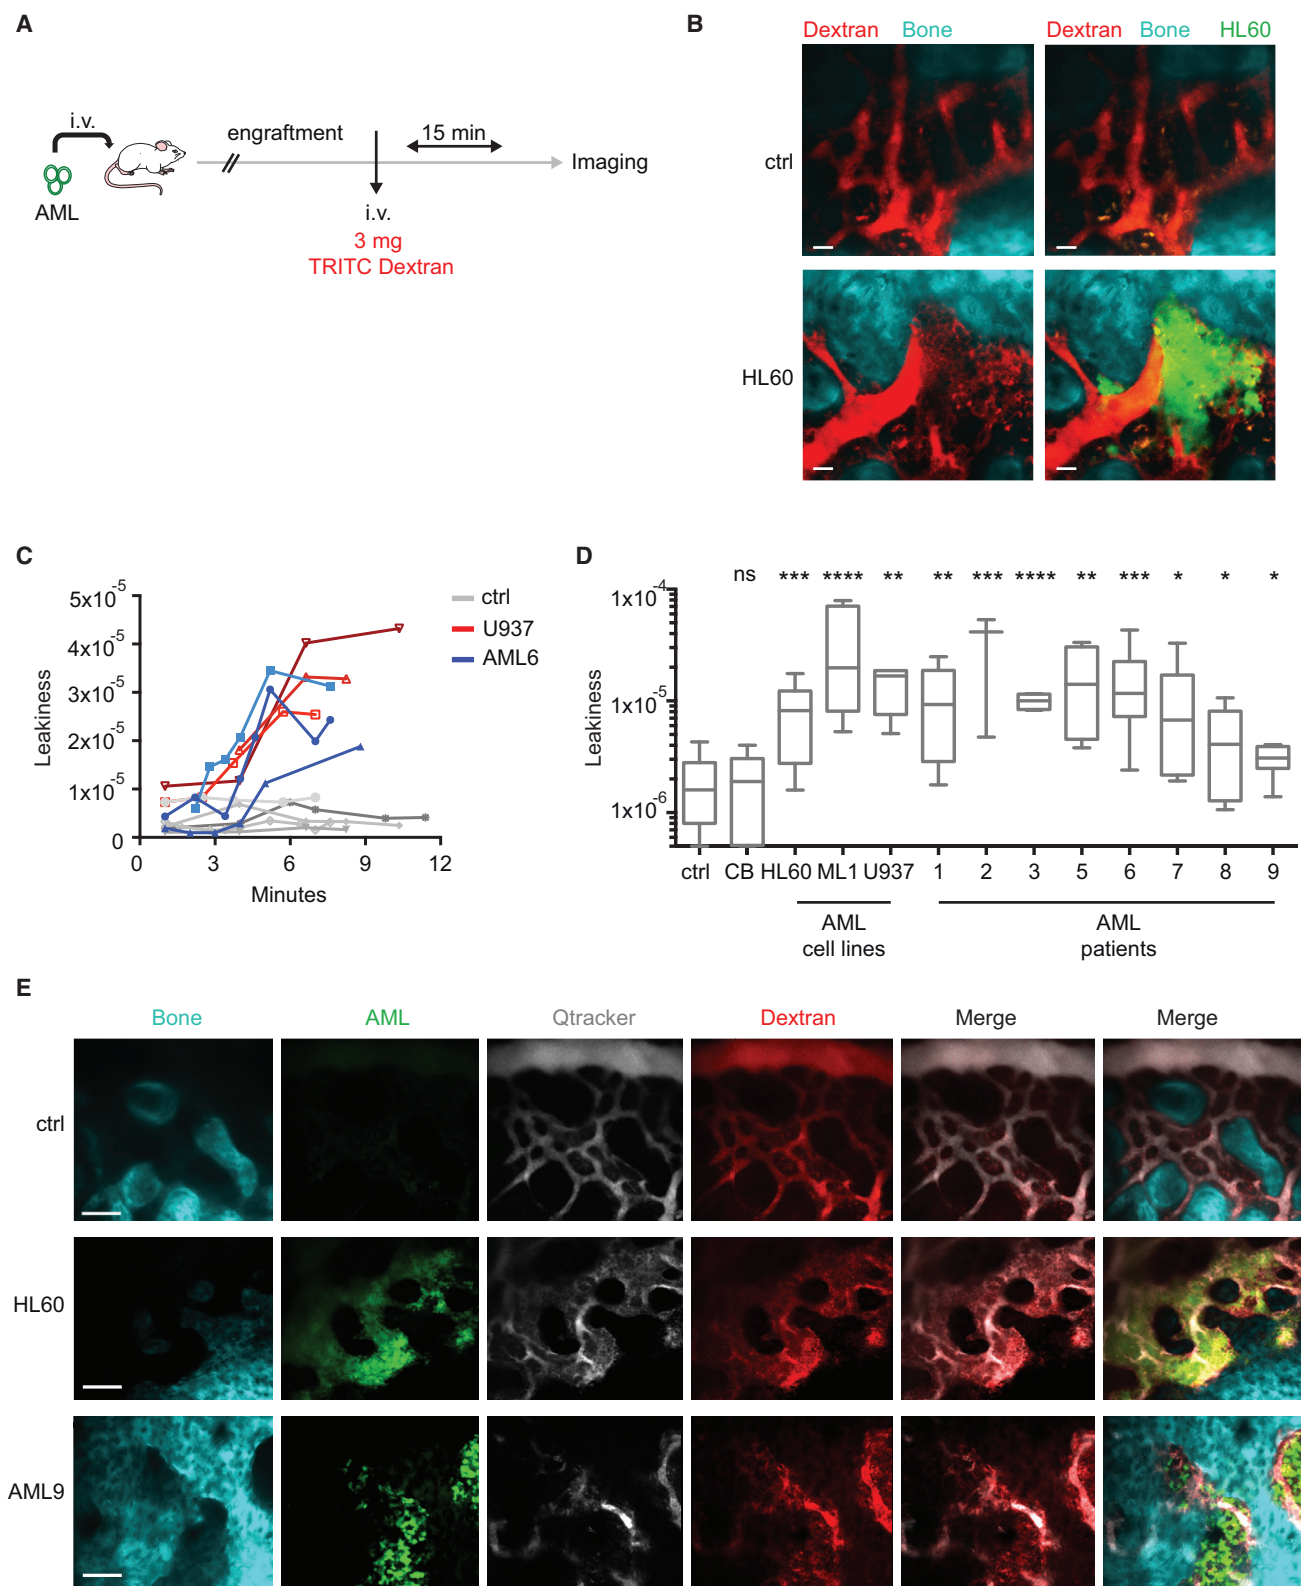 A
i.v.
AML
engraftment
15 min
Imaging
i.v.
3 mg
TRITC Dextran
B
Dextran Bone
Dextran Bone HL60
ctrl
HL60
C
5x10-5
4x10-5
3x10-5
2x10-5
1x10-5
0
Leakiness
0 3 6 9 12
Minutes
ctrl
U937
AML6
D
ns *** **** ** ** *** **** ** *** * * *
1x10-4
1x10-5
1x10-6
Leakiness
ctrl CB HL60 ML1 U937 1 2 3 5 6 7 8 9
AML
cell lines
AML
patients
E
Bone AML Qtracker Dextran Merge Merge
ctrl
HL60
AML9